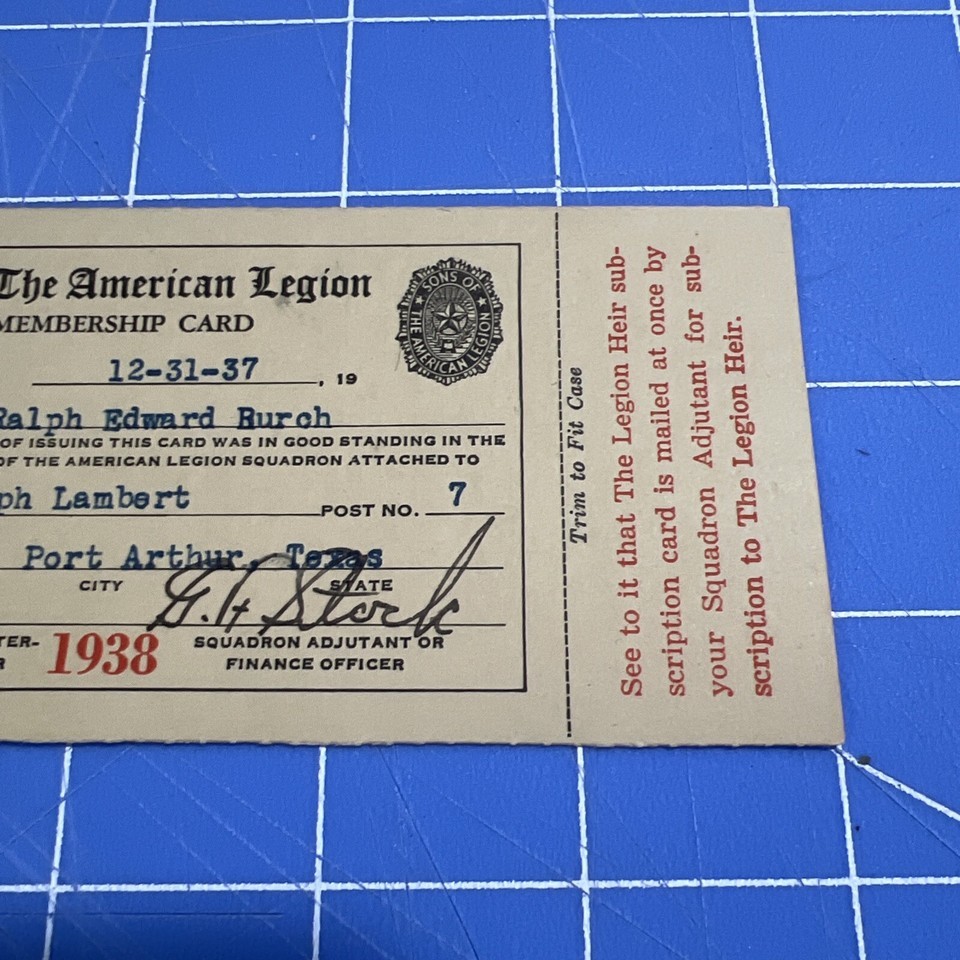 The American Legion
MEMBERSHIP CARD
12-31-37, 19
Ralph Edward Burch
OF ISSUING THIS CARD WAS IN GOOD STANDING IN THE
OF THE AMERICAN LEGION SQUADRON ATTACHED TO
ph Lambert POST NO. 7
Port Arthur, Texas
CITY STATE
G. A. Stock
TER-
R
1938
SQUADRON ADJUTANT OR
FINANCE OFFICER
SONS OF
THE AMERICAN LEGION
Trim to Fit Case
See to it that The Legion Heir sub-
scription card is mailed at once by
your Squadron Adjutant for sub-
scription to The Legion Heir.